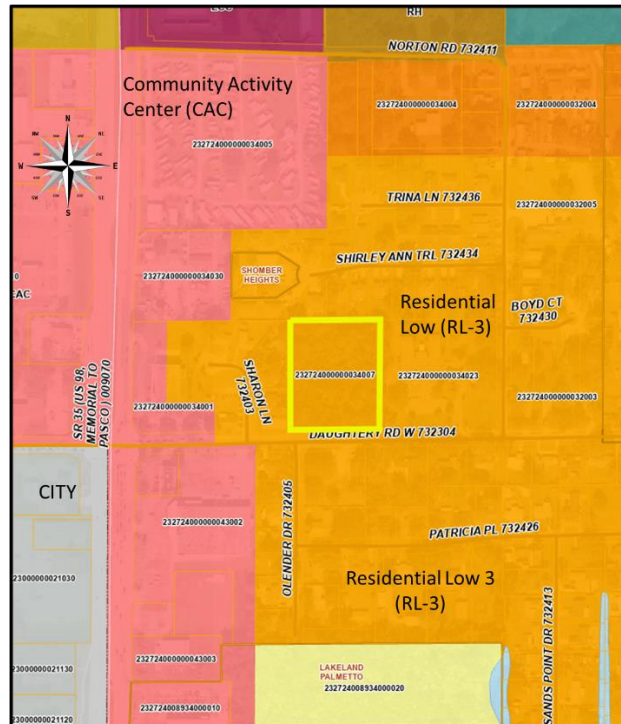 RH
NORTON RD 732411
Community Activity
Center (CAC)
232724000000034004
232724000000032004
232724000000034005
N
W
E
S
TRINA LN 732436
232724000000032005
SHIRLEY ANN TRL 732434
232724000000034030
SHOMBER
HEIGHTS
Residential
Low (RL-3)
BOYD CT
732430
SR 35 (US 98,
MEMORIAL TO
PASCO ) 009070
SHARON LN
732403
232724000000034007
232724000000034023
232724000000032003
232724000000034001
DAUGHTERY RD W 732304
CITY
OLENDER DR 732405
232724000000043002
PATRICIA PL 732426
23000000021030
Residential Low 3
(RL-3)
SANDS POINT DR 732413
23000000021130
232724000000043003
LAKELAND
PALMETTO
232724008934000020
232724008934000010
23000000021120